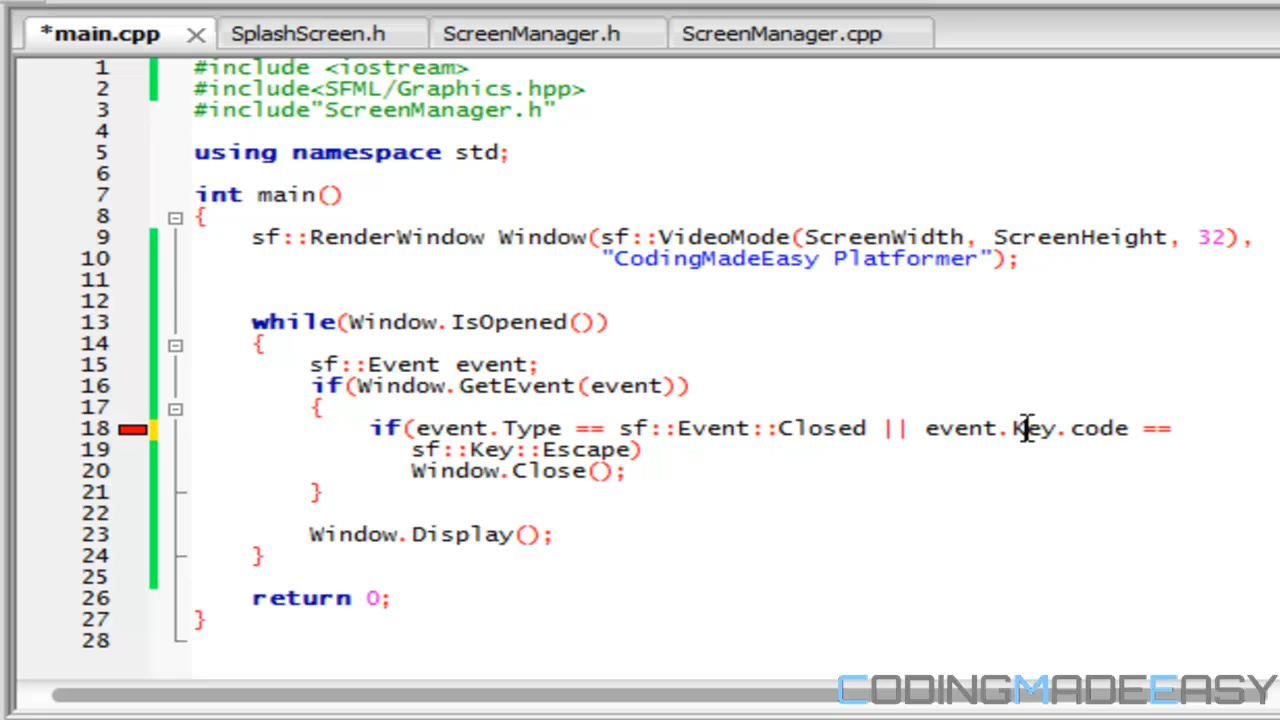 *main.cpp SplashScreen.h ScreenManager.h ScreenManager.cpp
1 #include <iostream>
2 #include<SFML/Graphics.hpp>
3 #include"ScreenManager.h"
4
5 using namespace std;
6
7 int main()
8 {
9 sf::RenderWindow Window(sf::VideoMode(ScreenWidth, ScreenHeight, 32),
10 "CodingMadeEasy Platformer");
11
12
13 while(Window.IsOpened())
14 {
15 sf::Event event;
16 if(Window.GetEvent(event))
17 {
18 if(event.Type == sf::Event::Closed || event.Key.code ==
19 sf::Key::Escape)
20 Window.Close();
21 }
22
23 Window.Display();
24 }
25
26 return 0;
27 }
28
CODINGMADEEASY